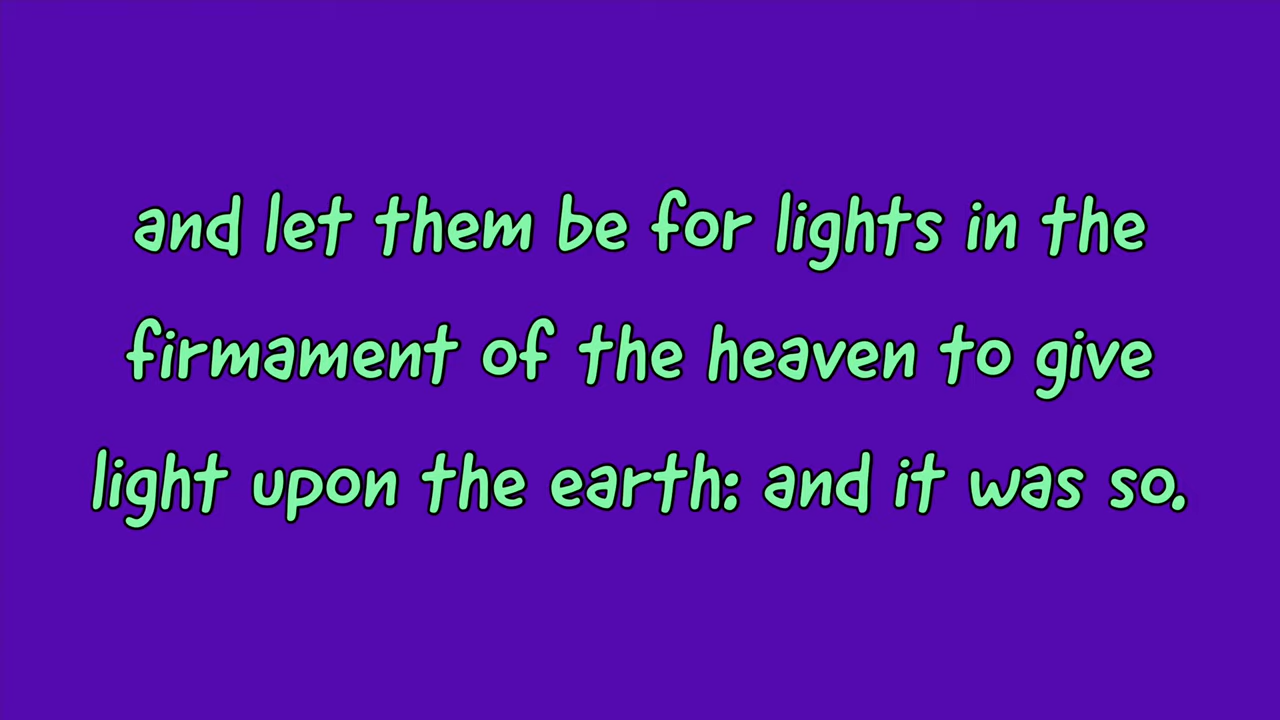 and let them be for lights in the
firmament of the heaven to give
light upon the earth: and it was so.